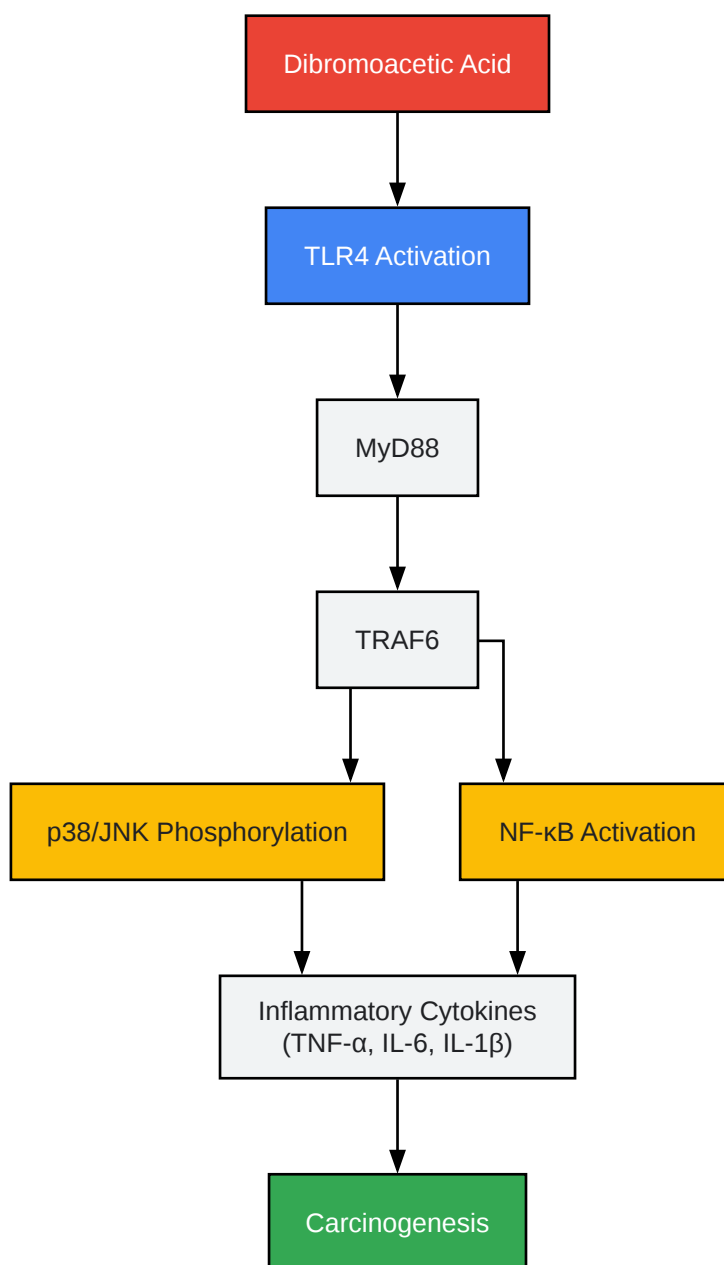 Dibromoacetic Acid
TLR4 Activation
MyD88
TRAF6
p38/JNK Phosphorylation
NF-κB Activation
Inflammatory Cytokines
(TNF-α, IL-6, IL-1β)
Carcinogenesis